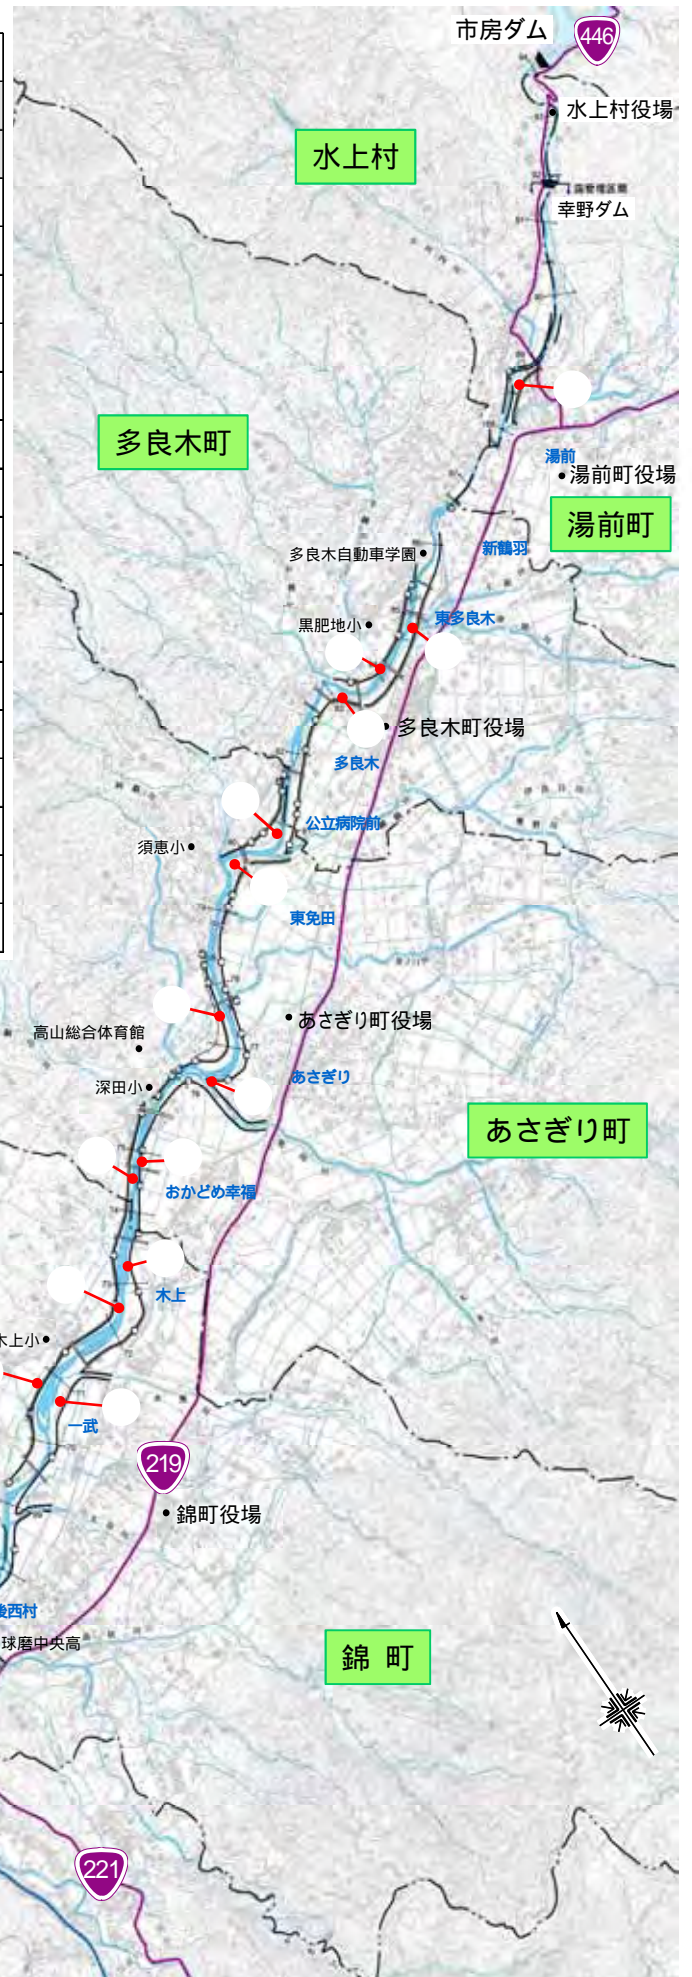 市房ダム
446
水上村役場
水上村
幸野ダム
多良木町
湯前
湯前町役場
湯前町
新鶴羽
多良木自動車学園
東多良木
黒肥地小
多良木町役場
多良木
公立病院前
須恵小
東免田
あさぎり町役場
高山総合体育館
あさぎり
深田小
あさぎり町
おかどめ幸福
木上
木上小
一武
219
錦町役場
後西村
球磨中央高
錦 町
221